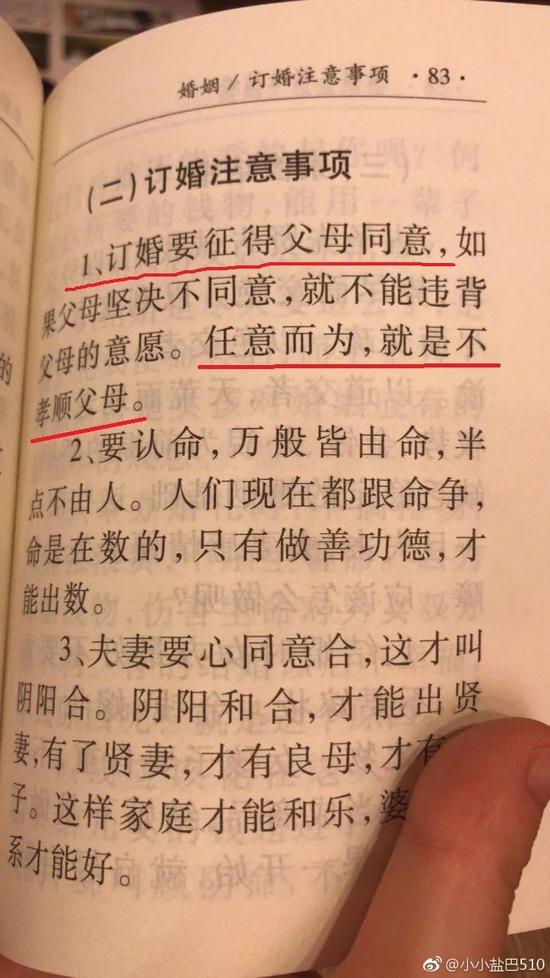 婚姻 / 订婚注意事项 ·83·
(二)订婚注意事项
1、订婚要征得父母同意,如
果父母坚决不同意,就不能违背
父母的意愿。任意而为,就是不
孝顺父母。
2、要认命,万般皆由命,半
点不由人。人们现在都跟命争,
命是在数的,只有做善功德,才
能出数。
3、夫妻要心同意合,这才叫
阴阳合。阴阳和合,才能出贤
妻,有了贤妻,才有良母,才有
子。这样家庭才能和乐,婆
系才能好。
的
@小小盐巴510